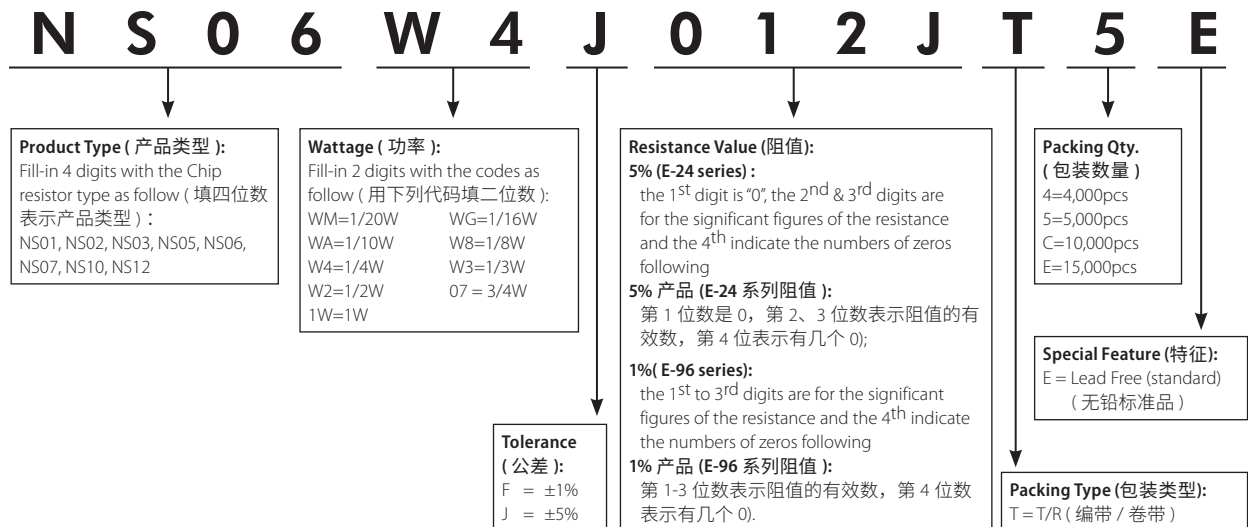 N S 0 6 W 4 J 0 1 2 J T 5 E
Product Type ( 产品类型 ):
Fill-in 4 digits with the Chip
resistor type as follow ( 填四位数
表示产品类型 ) :
NS01, NS02, NS03, NS05, NS06,
NS07, NS10, NS12
Wattage ( 功率 ):
Fill-in 2 digits with the codes as
follow ( 用下列代码填二位数 ):
WM=1/20W WG=1/16W
WA=1/10W W8=1/8W
W4=1/4W W3=1/3W
W2=1/2W 07 = 3/4W
1W=1W
Tolerance
( 公差 ):
F = ±1%
J = ±5%
Resistance Value (阻值):
5% (E-24 series) :
the 1st digit is “0”, the 2nd & 3rd digits are
for the significant figures of the resistance
and the 4th indicate the numbers of zeros
following
5% 产品 (E-24 系列阻值 ):
第 1 位数是 0，第 2、3 位数表示阻值的有
效数，第 4 位表示有几个 0);
1%( E-96 series):
the 1st to 3rd digits are for the significant
figures of the resistance and the 4th indicate
the numbers of zeros following
1% 产品 (E-96 系列阻值 ):
第 1-3 位数表示阻值的有效数，第 4 位数
表示有几个 0).
Packing Qty.
( 包装数量 )
4=4,000pcs
5=5,000pcs
C=10,000pcs
E=15,000pcs
Special Feature (特征):
E = Lead Free (standard)
( 无铅标准品 )
Packing Type (包装类型):
T = T/R ( 编带 / 卷带 )